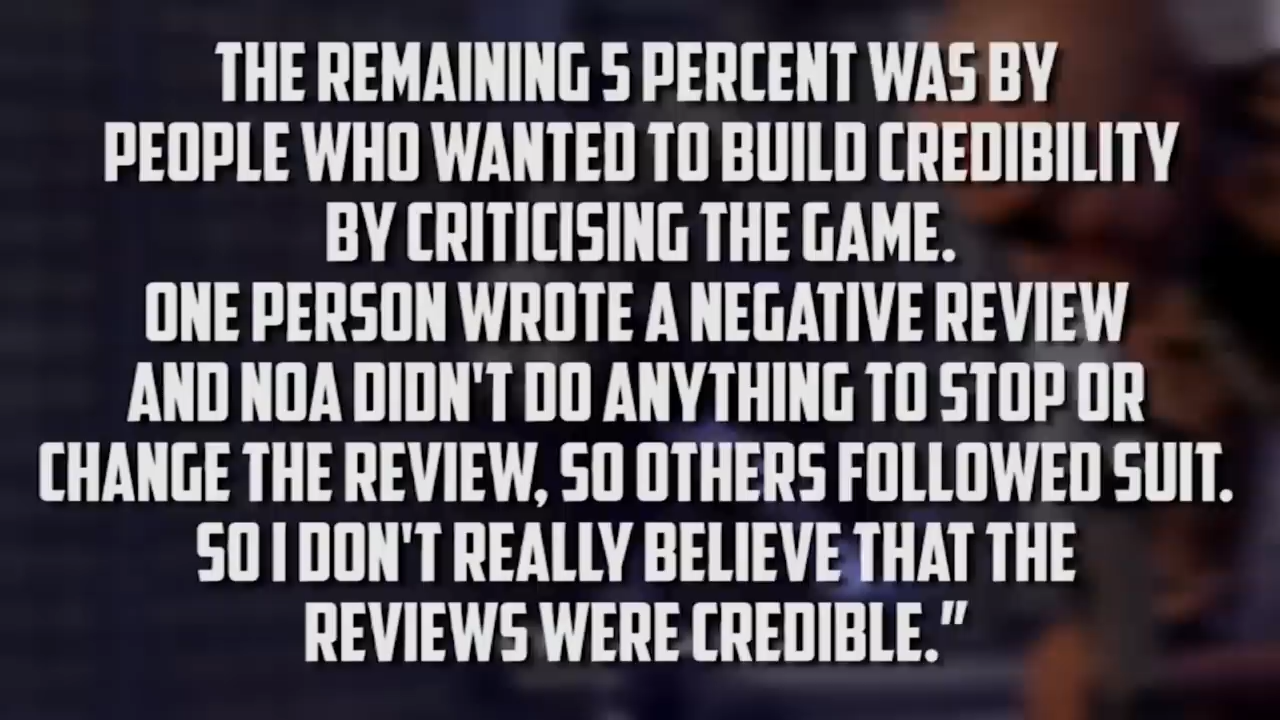 THE REMAINING 5 PERCENT WAS BY
PEOPLE WHO WANTED TO BUILD CREDIBILITY
BY CRITICISING THE GAME.
ONE PERSON WROTE A NEGATIVE REVIEW
AND NOA DIDN'T DO ANYTHING TO STOP OR
CHANGE THE REVIEW, SO OTHERS FOLLOWED SUIT.
SO I DON'T REALLY BELIEVE THAT THE
REVIEWS WERE CREDIBLE."